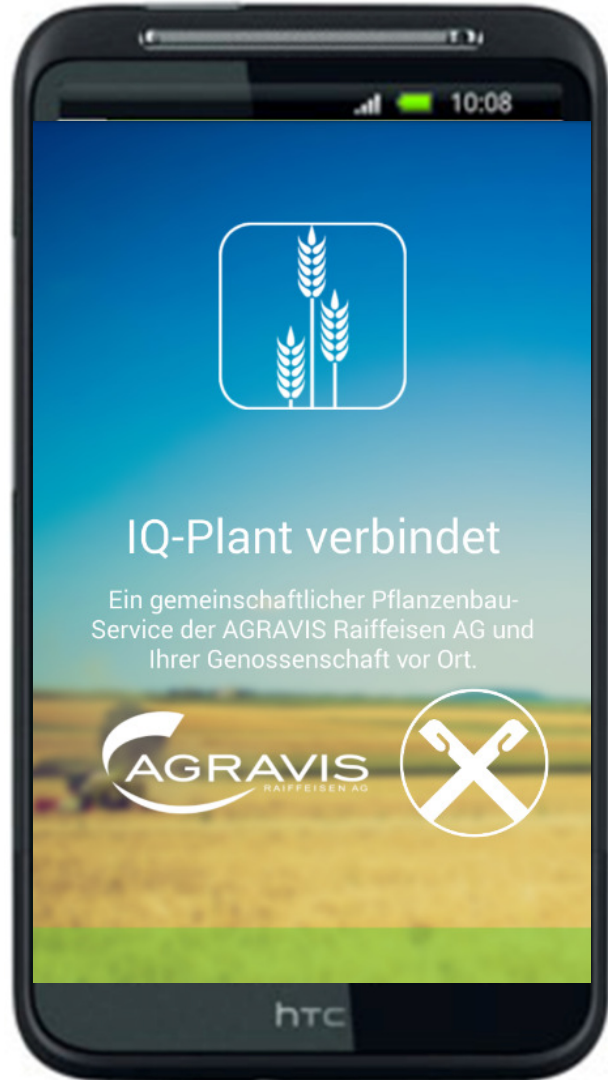 10:08
IQ-Plant verbindet
Ein gemeinschaftlicher Pflanzenbau-
Service der AGRAVIS Raiffeisen AG und
Ihrer Genossenschaft vor Ort.
AGRAVIS
RAIFFEISEN AG
hTC